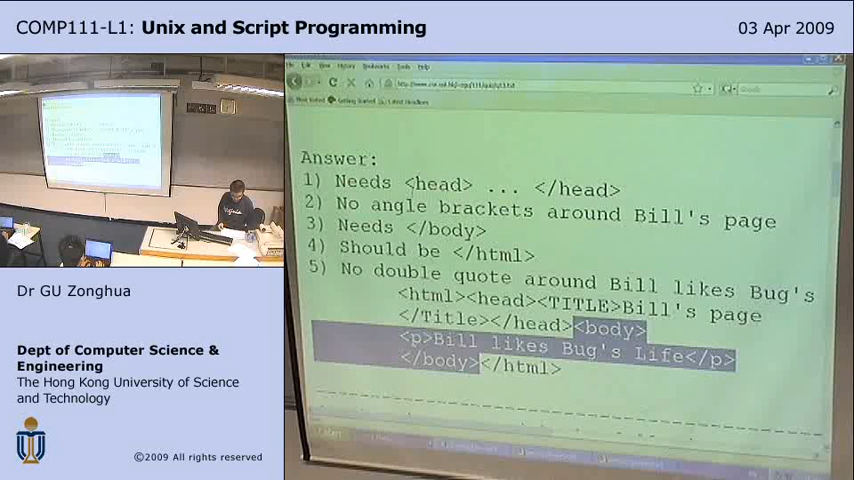 COMP111-L1: Unix and Script Programming
03 Apr 2009
Answer:
1) Needs <head> ... </head>
2) No angle brackets around Bill's page
3) Needs </body>
4) Should be </html>
5) No double quote around Bill likes Bug's
<html><head><TITLE>Bill's page
</Title></head><body>
<p>Bill likes Bug's Life</p>
</body></html>
Dr GU Zonghua
Dept of Computer Science &
Engineering
The Hong Kong University of Science
and Technology
©2009 All rights reserved